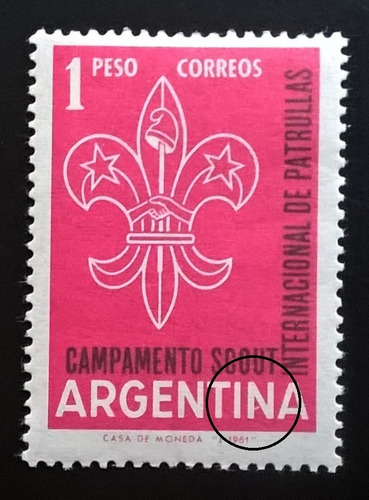 1 PESO CORREOS
INTERNACIONAL DE PATRULLAS
CAMPAMENTO SCOUT
ARGENTINA
CASA DE MONEDA "1961"